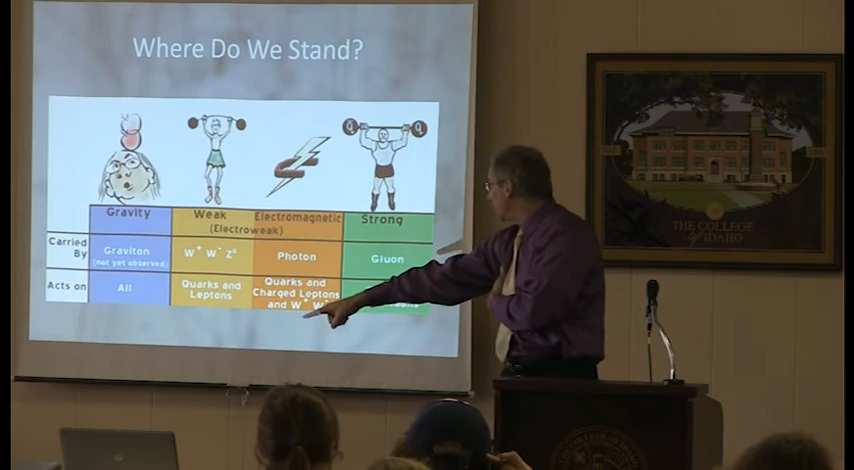 Where Do We Stand?
Q Q
Gravity Weak Electromagnetic Strong
(Electroweak)
Carried By Graviton (not yet observed) W⁺ W⁻ Z⁰ Photon Gluon
Acts on All Quarks and Leptons Quarks and Charged Leptons and W⁺ W⁻
THE COLLEGE
of IDAHO